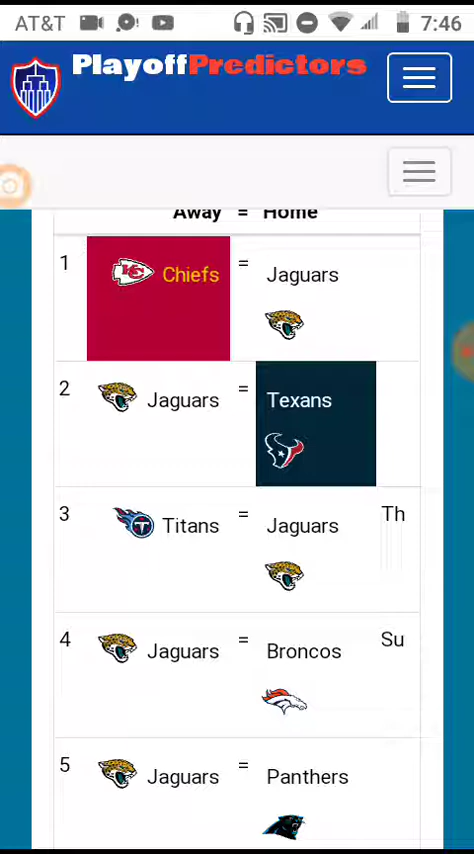 AT&T 7:46
PlayoffPredictors
Away = Home
1 Chiefs = Jaguars
2 Jaguars = Texans
3 Titans = Jaguars Th
4 Jaguars = Broncos Su
5 Jaguars = Panthers